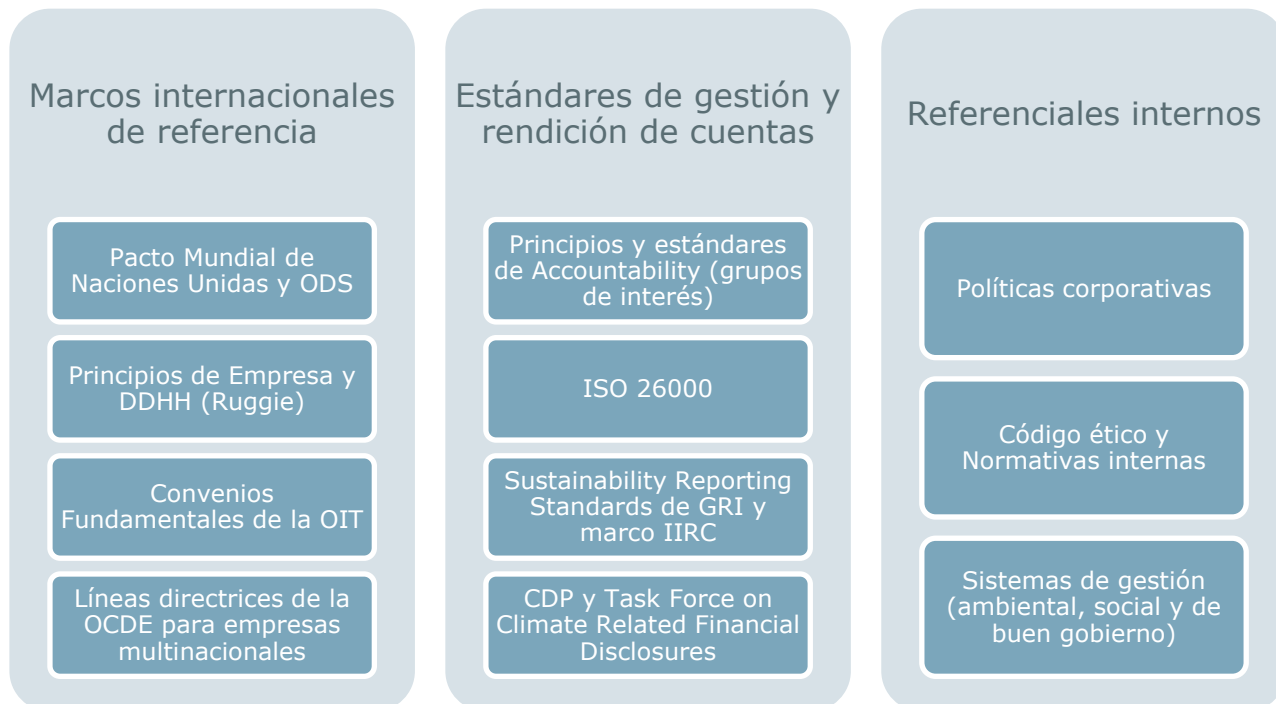 Marcos internacionales
de referencia
Pacto Mundial de
Naciones Unidas y ODS
Principios de Empresa y
DDHH (Ruggie)
Convenios
Fundamentales de la OIT
Líneas directrices de la
OCDE para empresas
multinacionales
Estándares de gestión y
rendición de cuentas
Principios y estándares
de Accountability (grupos
de interés)
ISO 26000
Sustainability Reporting
Standards de GRI y
marco IIRC
CDP y Task Force on
Climate Related Financial
Disclosures
Referenciales internos
Políticas corporativas
Código ético y
Normativas internas
Sistemas de gestión
(ambiental, social y de
buen gobierno)